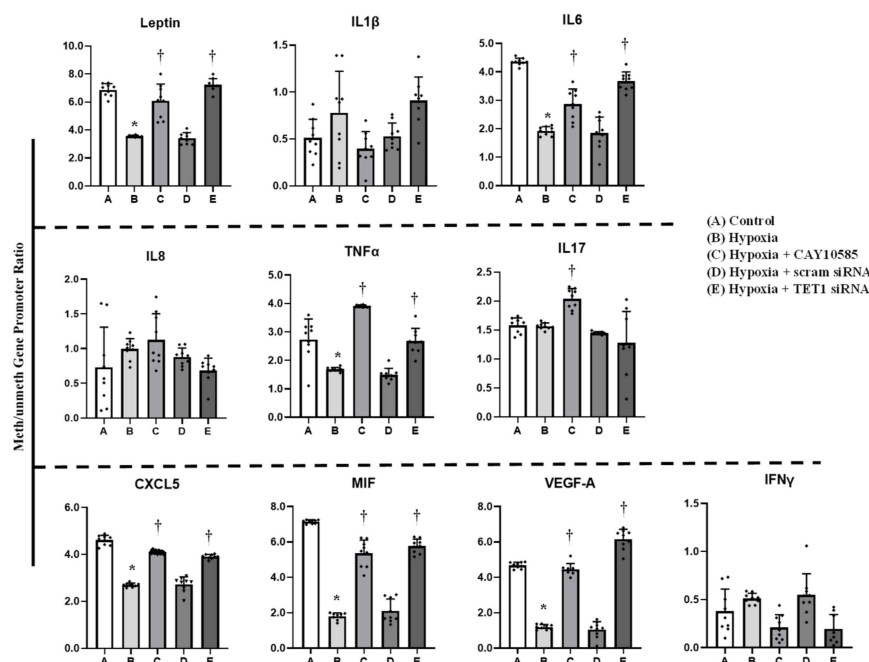 Leptin
8.0
6.0
4.0
2.0
0.0
*
†
†
A B C D E
IL1β
1.5
1.0
0.5
0.0
A B C D E
IL6
5.0
4.0
3.0
2.0
1.0
0.0
*
†
†
A B C D E
(A) Control
(B) Hypoxia
(C) Hypoxia + CAY10585
(D) Hypoxia + scram siRNA
(E) Hypoxia + TET1 siRNA
Meth/unmeth Gene Promoter Ratio
IL8
2.0
1.5
1.0
0.5
0.0
A B C D E
TNFα
5.0
4.0
3.0
2.0
1.0
0.0
*
†
†
A B C D E
IL17
2.5
2.0
1.5
1.0
0.5
0.0
†
A B C D E
CXCL5
6.0
4.0
2.0
0.0
*
†
†
A B C D E
MIF
8.0
6.0
4.0
2.0
0.0
*
†
†
A B C D E
VEGF-A
8.0
6.0
4.0
2.0
0.0
*
†
†
A B C D E
IFNγ
1.5
1.0
0.5
0.0
A B C D E